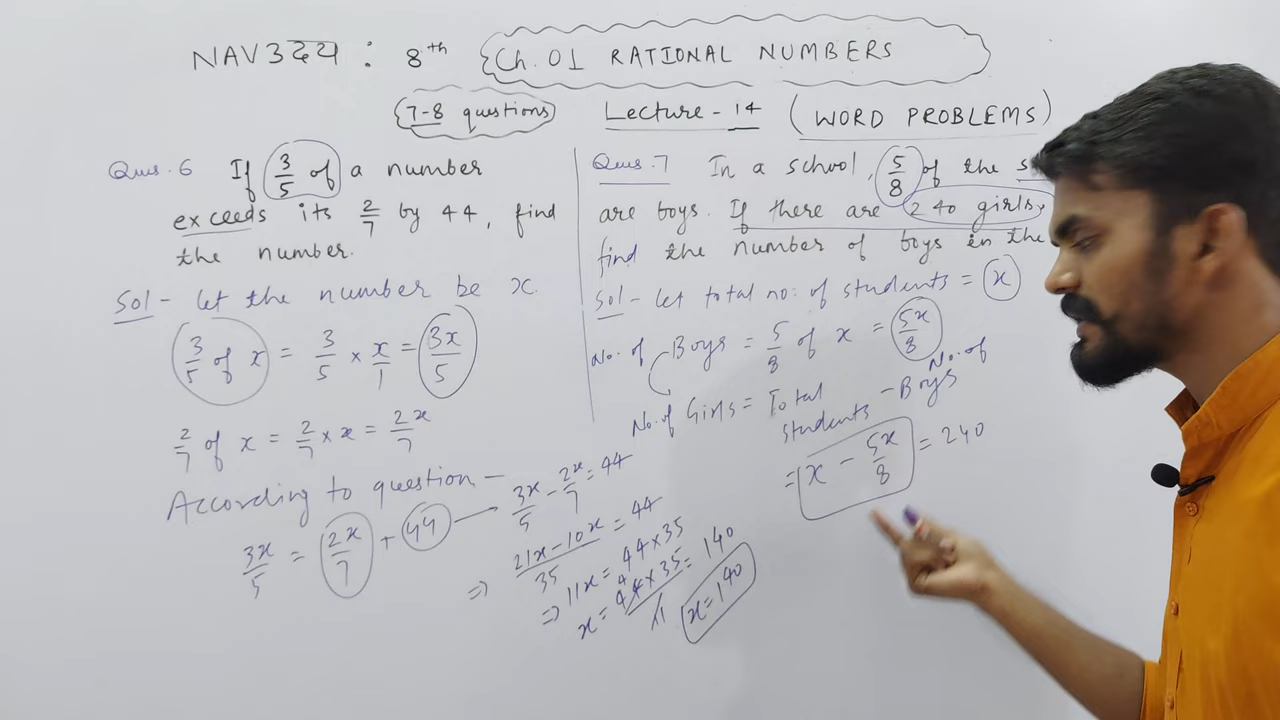 NAV344 : 8th Ch. 01 RATIONAL NUMBERS
7-8 questions Lecture - 14 (WORD PROBLEMS)
Ques. 6 If 3/5 of a number
exceeds its 2/7 by 44, find
the number.
Sol - let the number be x.
3/5 of x = 3/5 × x/1 = 3x/5
2/7 of x = 2/7 × x = 2x/7
According to question -
3x/5 = 2x/7 + 44
3x/5 - 2x/7 = 44
⇒ 21x - 10x / 35 = 44
⇒ 11x = 44 × 35
x = 44 × 35 / 11 = 140
x = 140
Ques. 7 In a school, 5/8 of the
are boys. If there are 240 girls,
find the number of boys in the
Sol - let total no. of students = x
No. of Boys = 5/8 of x = 5x/8
No. of Girls = Total students - No. of Boys
= x - 5x/8 = 240